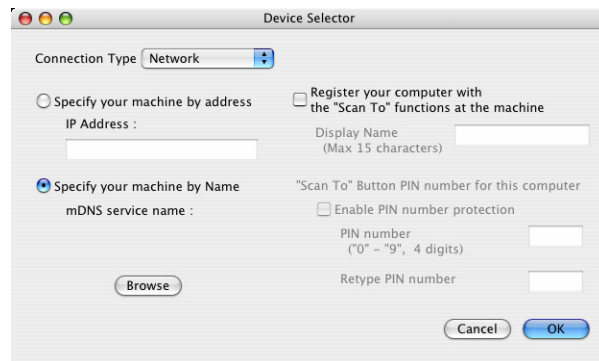 Device Selector
Connection Type Network
Specify your machine by address
IP Address :
Specify your machine by Name
mDNS service name :
Browse
Register your computer with
the "Scan To" functions at the machine
Display Name
(Max 15 characters)
"Scan To" Button PIN number for this computer
Enable PIN number protection
PIN number
("0" – "9", 4 digits)
Retype PIN number
Cancel OK